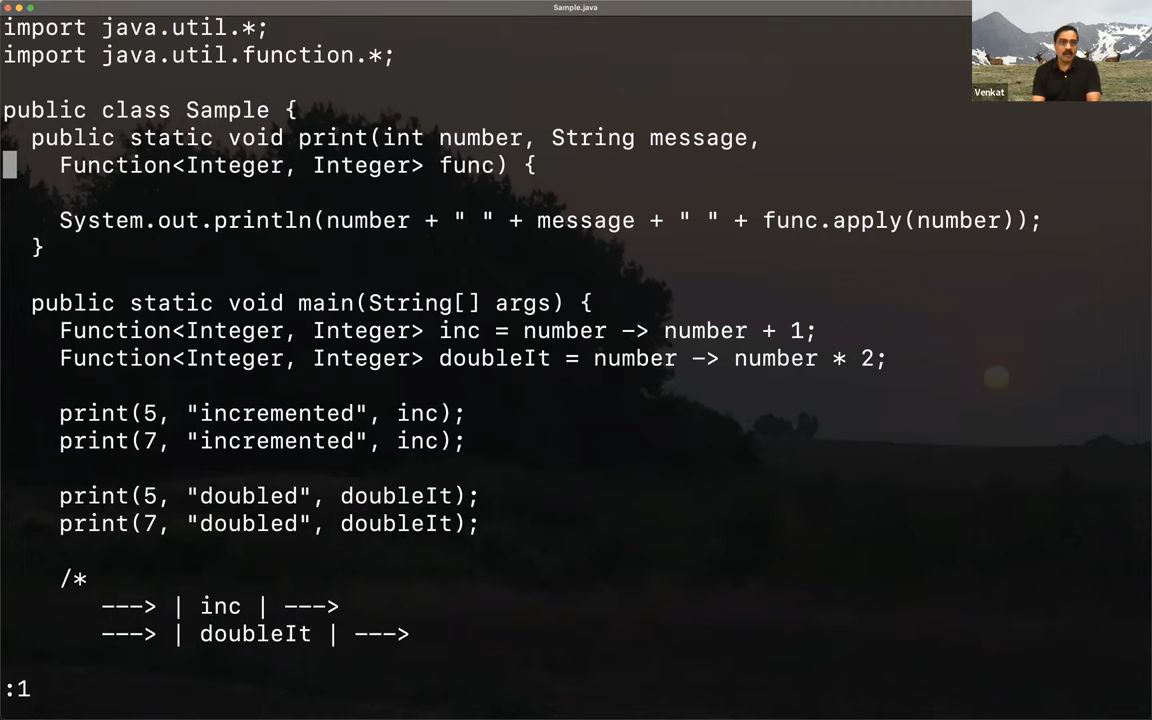 Sample.java
import java.util.*;
import java.util.function.*;
public class Sample {
public static void print(int number, String message,
Function<Integer, Integer> func) {
System.out.println(number + " " + message + " " + func.apply(number));
}
public static void main(String[] args) {
Function<Integer, Integer> inc = number -> number + 1;
Function<Integer, Integer> doubleIt = number -> number * 2;
print(5, "incremented", inc);
print(7, "incremented", inc);
print(5, "doubled", doubleIt);
print(7, "doubled", doubleIt);
/*
---> | inc | --->
---> | doubleIt | --->
:1
Venkat